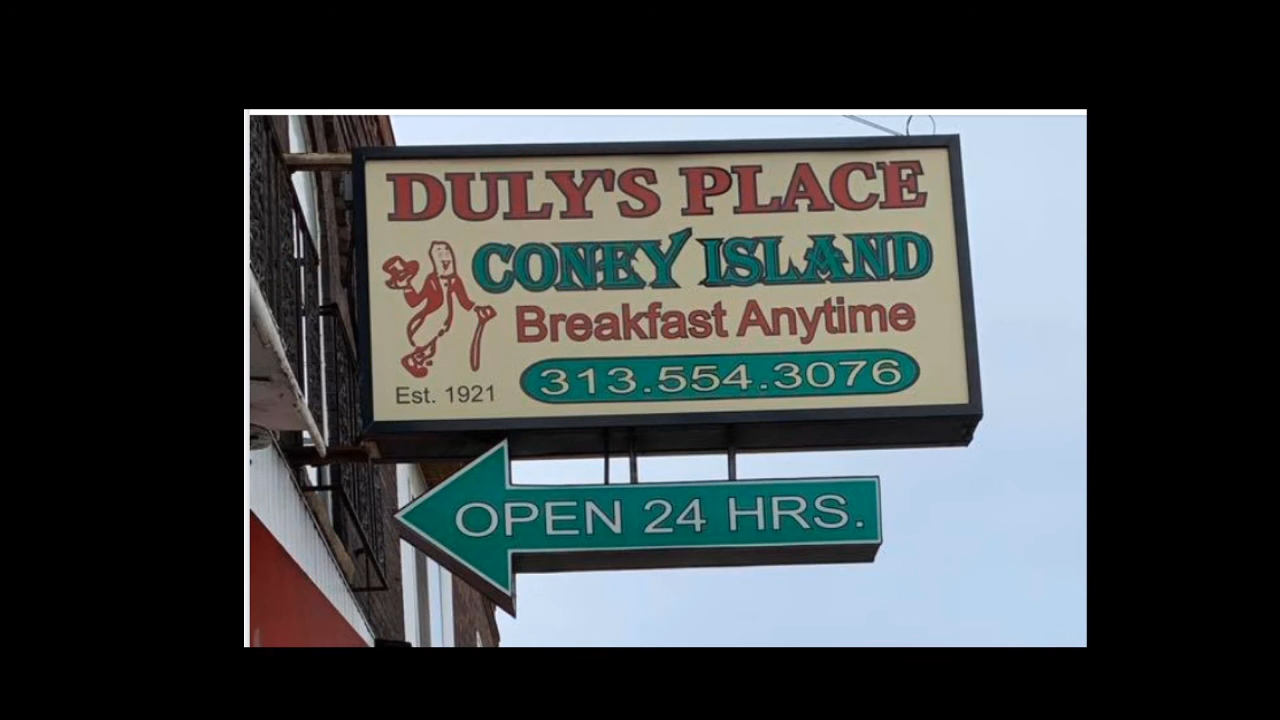 DULY'S PLACE
CONEY ISLAND
Breakfast Anytime
313.554.3076
Est. 1921
OPEN 24 HRS.